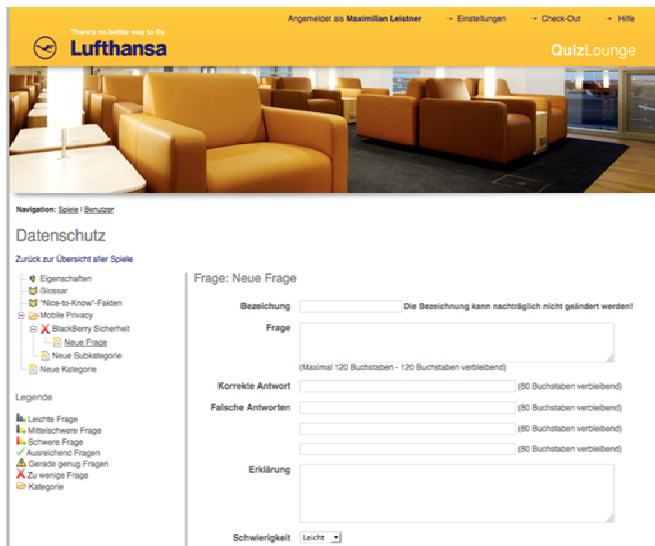 Angemeldet als Maximilian Leistner → Einstellungen → Check-Out → Hilfe
There's no better way to fly.
Lufthansa
QuizLounge
Navigation: Spiele | Benutzer
Datenschutz
Zurück zur Übersicht aller Spiele
Eigenschaften
Glossar
"Nice-to-Know"-Fakten
Mobile Privacy
BlackBerry Sicherheit
Neue Frage
Neue Subkategorie
Neue Kategorie
Legende
Leichte Frage
Mittelschwere Frage
Schwere Frage
Ausreichend Fragen
Gerade genug Fragen
Zu wenige Frage
Kategorie
Frage: Neue Frage
Bezeichung Die Bezeichnung kann nachträglich nicht geändert werden!
Frage
(Maximal 120 Buchstaben - 120 Buchstaben verbleibend)
Korrekte Antwort (80 Buchstaben verbleibend)
Falsche Antworten (80 Buchstaben verbleibend)
(80 Buchstaben verbleibend)
(80 Buchstaben verbleibend)
Erklärung
Schwierigkeit Leicht